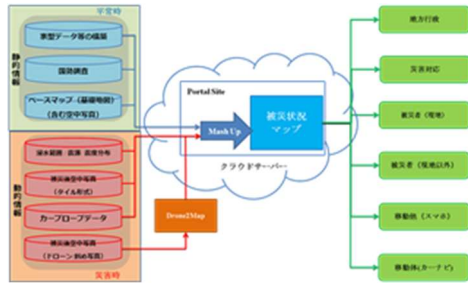 平常時
静的情報
典型データ等の構築
国勢調査
ベースマップ（基盤地図）
（含む空中写真）
動的情報
浸水範囲・震源・震度分布
被災後空中写真
（タイル形式）
カープローブデータ
被災後空中写真
（ドローン斜め写真）
災害時
Drone2Map
Portal Site
Mash Up
被災状況
マップ
クラウドサーバー
地方行政
災害対応
被災者（現地）
被災者（現地以外）
移動体（スマホ）
移動体(カーナビ)